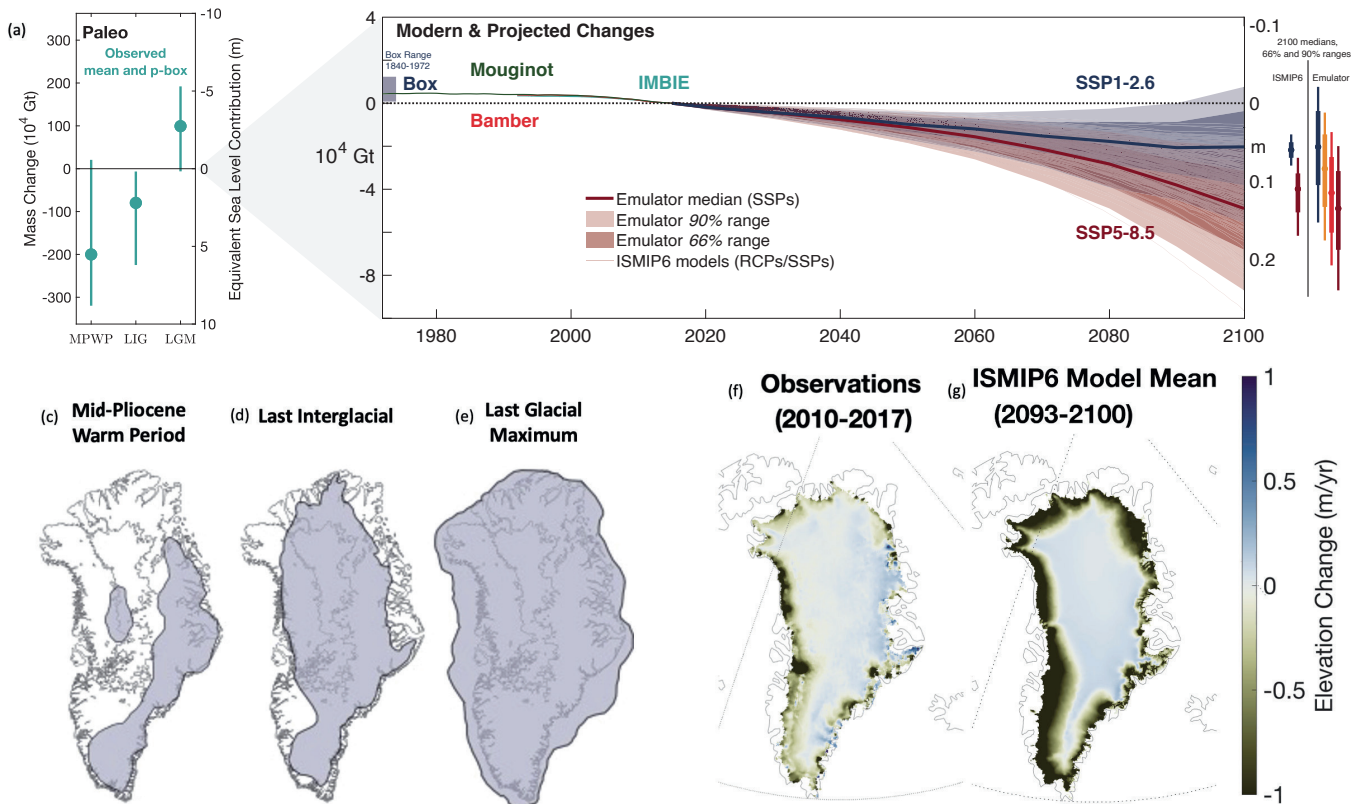 (a)
Paleo
Observed
mean and p-box
Mass Change (10⁴ Gt)
300
200
100
0
-100
-200
-300
MPWP
LIG
LGM
-10
-5
0
5
10
Equivalent Sea Level Contribution (m)
Modern & Projected Changes
Box Range
1840-1972
Box
Mouginot
IMBIE
Bamber
SSP1-2.6
SSP5-8.5
4
0
10⁴ Gt
-4
-8
Emulator median (SSPs)
Emulator 90% range
Emulator 66% range
ISMIP6 models (RCPs/SSPs)
1980
2000
2020
2040
2060
2080
2100
-0.1
0
m
0.1
0.2
2100 medians,
66% and 90% ranges
ISMIP6
Emulator
(c)
Mid-Pliocene
Warm Period
(d)
Last Interglacial
(e)
Last Glacial
Maximum
(f)
Observations
(2010-2017)
(g)
ISMIP6 Model Mean
(2093-2100)
1
0.5
0
-0.5
-1
Elevation Change (m/yr)